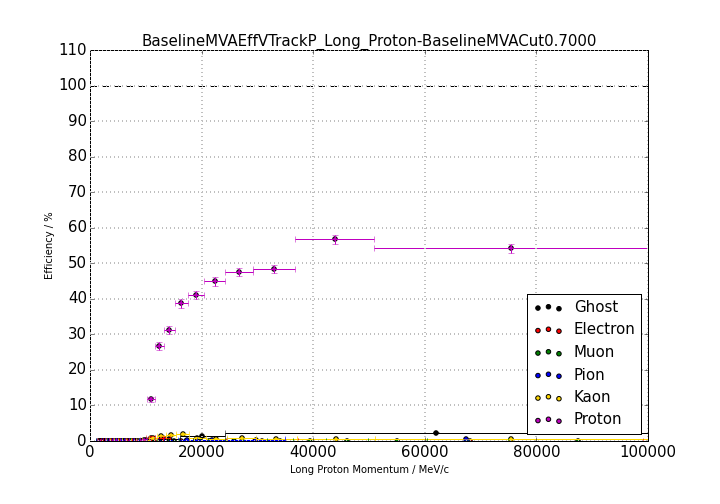 BaselineMVAEffVTrackP_Long_Proton-BaselineMVACut0.7000
110
100
90
80
70
60
50
40
30
20
10
0
Efficiency / %
Ghost
Electron
Muon
Pion
Kaon
Proton
0 20000 40000 60000 80000 100000
Long Proton Momentum / MeV/c